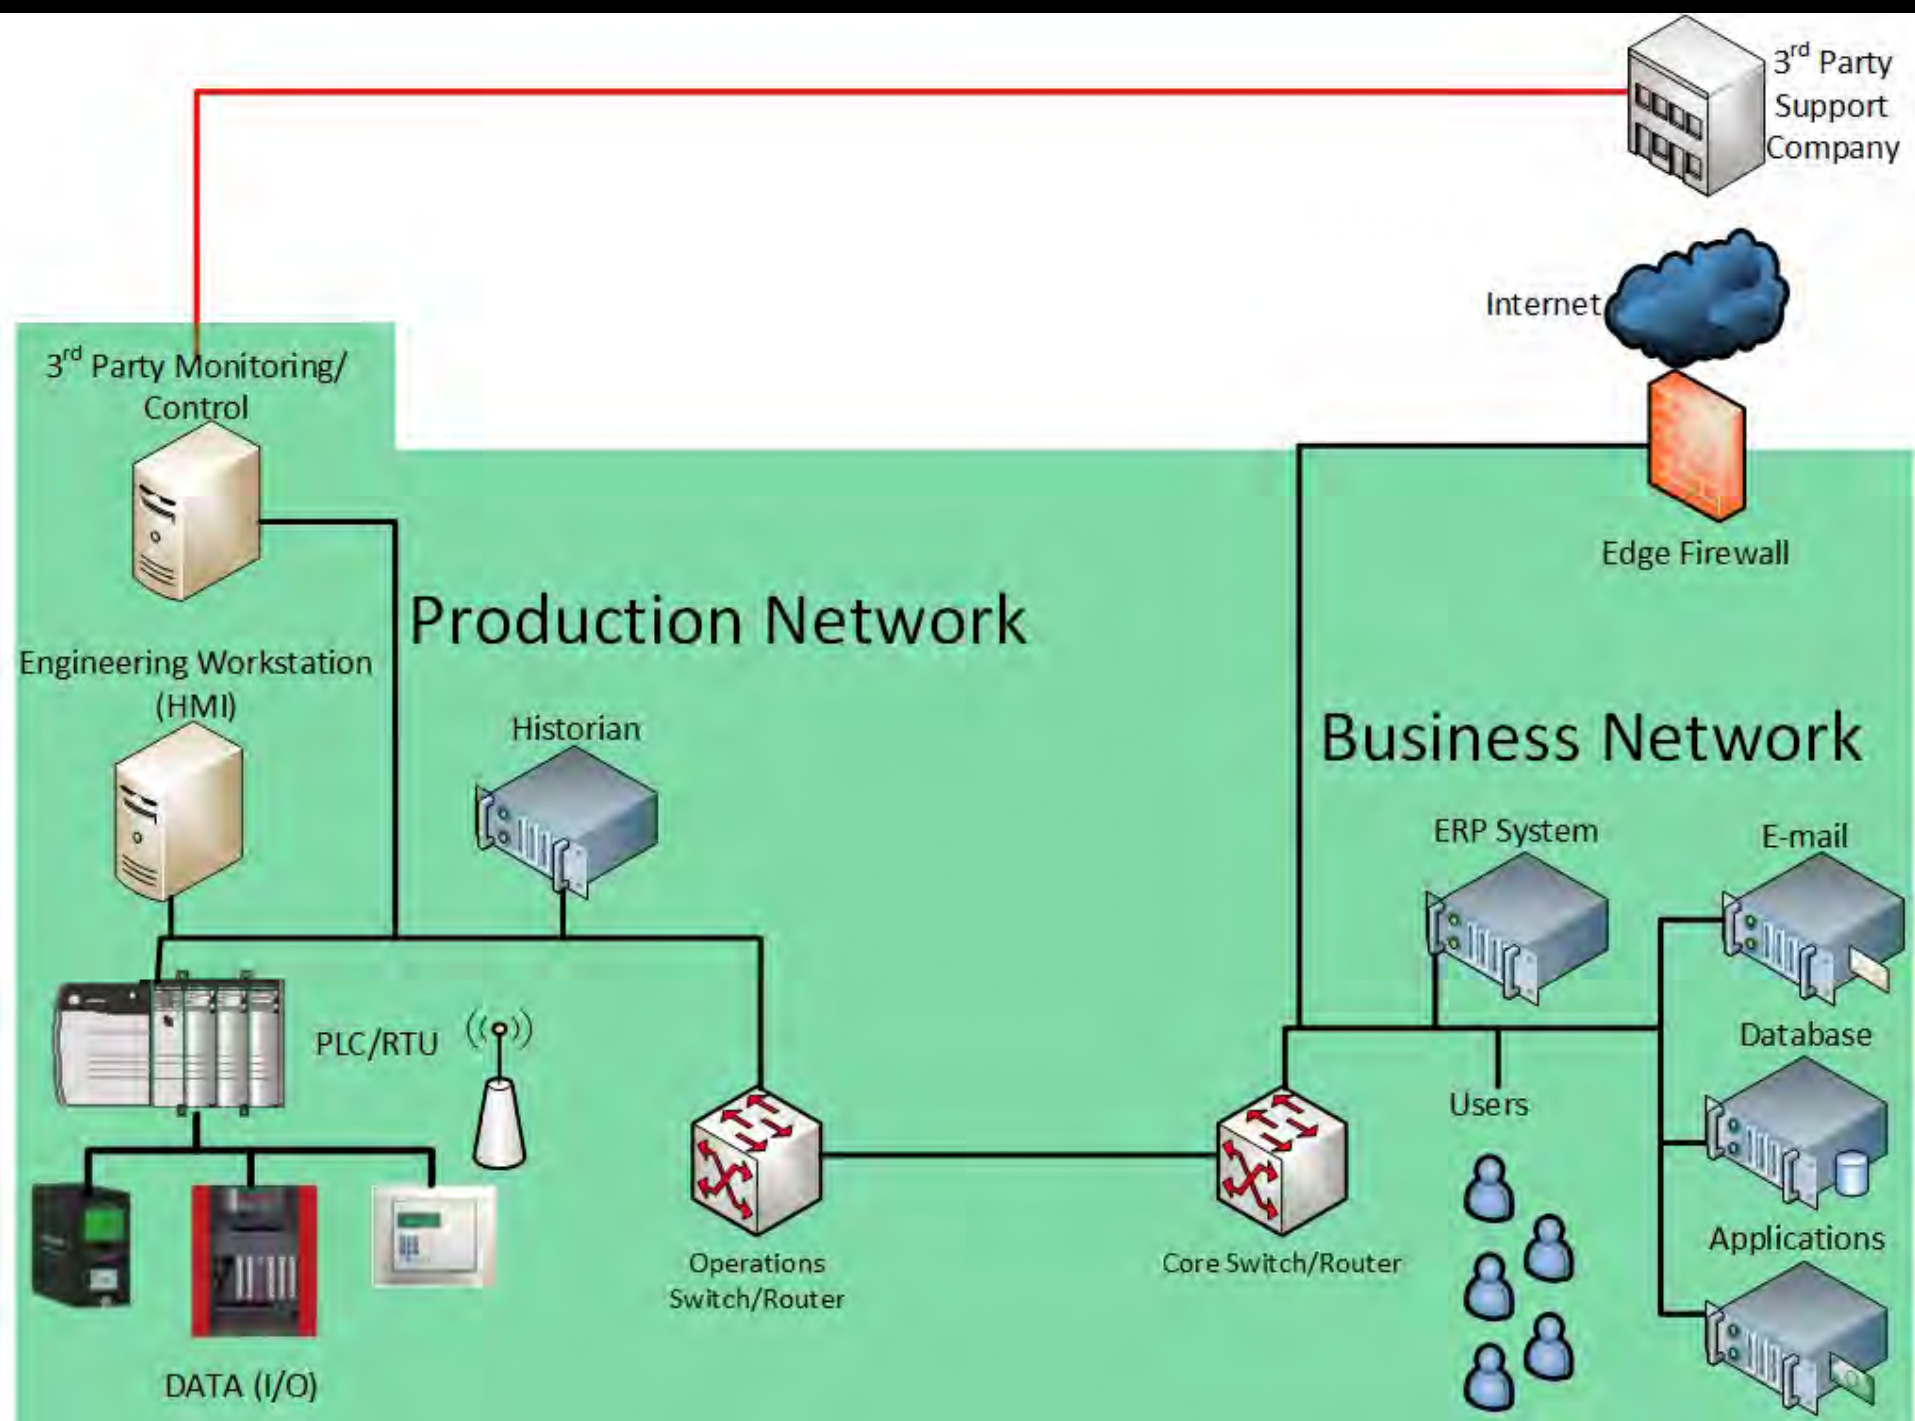 3rd Party
Support
Company
Internet
3rd Party Monitoring/
Control
Edge Firewall
Production Network
Engineering Workstation
(HMI)
Historian
Business Network
ERP System
E-mail
PLC/RTU
Database
Users
Operations
Switch/Router
Core Switch/Router
Applications
DATA (I/O)